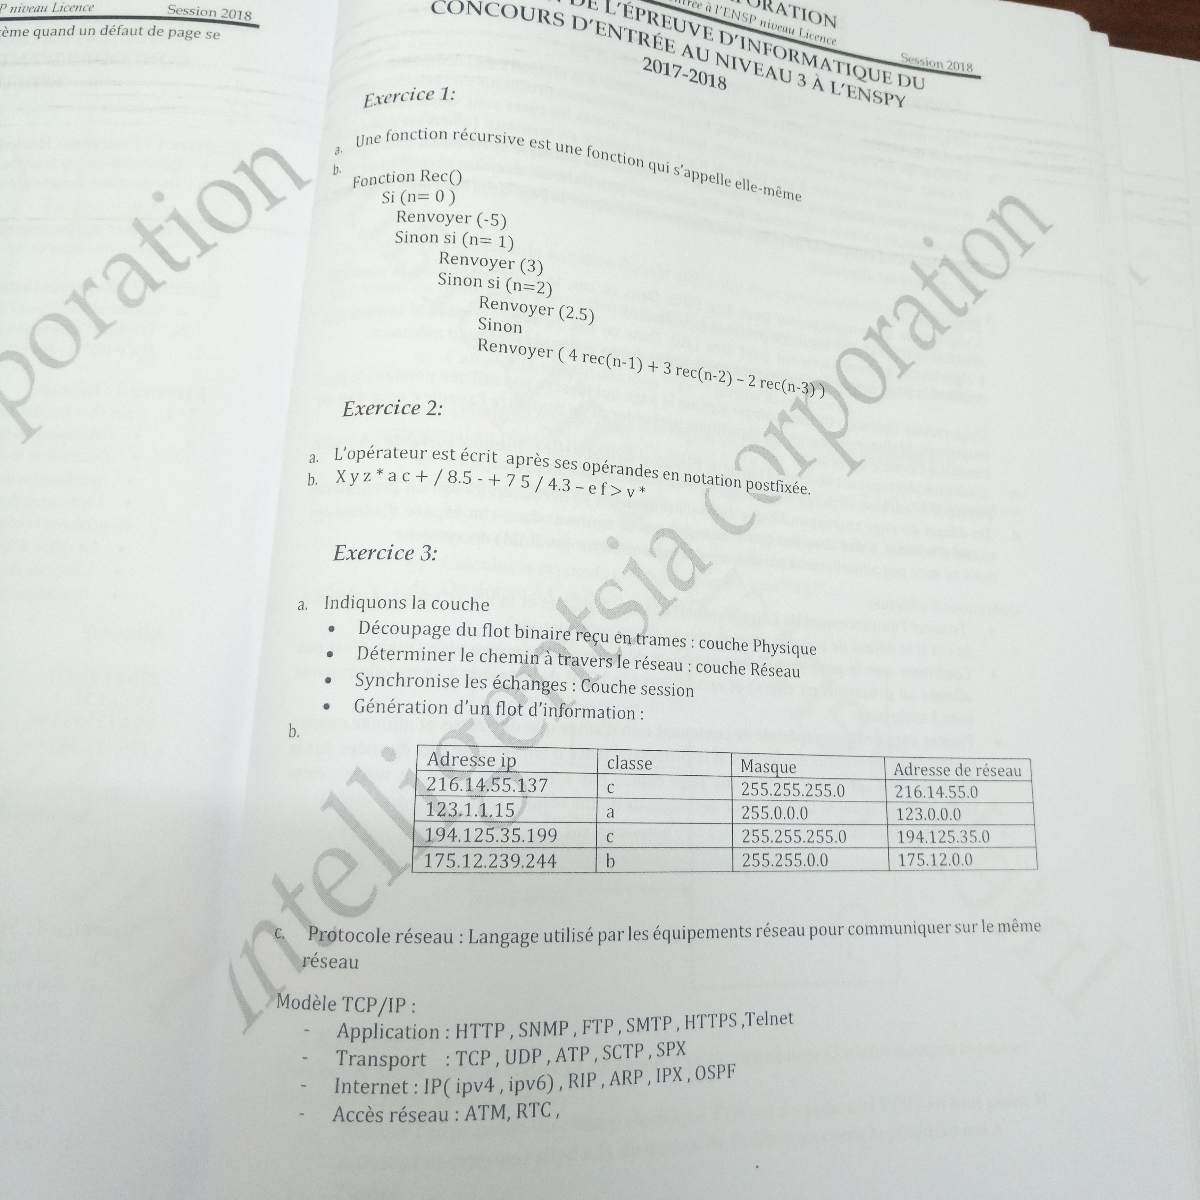 P niveau Licence
Session 2018
ème quand un défaut de page se
ORATION
ntrée à l'ENSP niveau Licence
Session 2018
DE L'ÉPREUVE D'INFORMATIQUE DU
CONCOURS D'ENTRÉE AU NIVEAU 3 À L'ENSPY
2017-2018
Exercice 1:
a. Une fonction récursive est une fonction qui s'appelle elle-même
b.
Fonction Rec()
Si (n= 0 )
Renvoyer (-5)
Sinon si (n= 1)
Renvoyer (3)
Sinon si (n=2)
Renvoyer (2.5)
Sinon
Renvoyer ( 4 rec(n-1) + 3 rec(n-2) – 2 rec(n-3) )
Exercice 2:
a. L'opérateur est écrit après ses opérandes en notation postfixée.
b. X y z * a c + / 8.5 - + 7 5 / 4.3 – e f > v *
Exercice 3:
a. Indiquons la couche
• Découpage du flot binaire reçu en trames : couche Physique
• Déterminer le chemin à travers le réseau : couche Réseau
• Synchronise les échanges : Couche session
• Génération d'un flot d'information :
b.
Adresse ip classe Masque Adresse de réseau
216.14.55.137 c 255.255.255.0 216.14.55.0
123.1.1.15 a 255.0.0.0 123.0.0.0
194.125.35.199 c 255.255.255.0 194.125.35.0
175.12.239.244 b 255.255.0.0 175.12.0.0
c. Protocole réseau : Langage utilisé par les équipements réseau pour communiquer sur le même
réseau
Modèle TCP/IP :
- Application : HTTP , SNMP , FTP , SMTP , HTTPS ,Telnet
- Transport : TCP , UDP , ATP , SCTP , SPX
- Internet : IP( ipv4 , ipv6) , RIP , ARP , IPX , OSPF
- Accès réseau : ATM, RTC ,
poration
Intelligentsia corporation